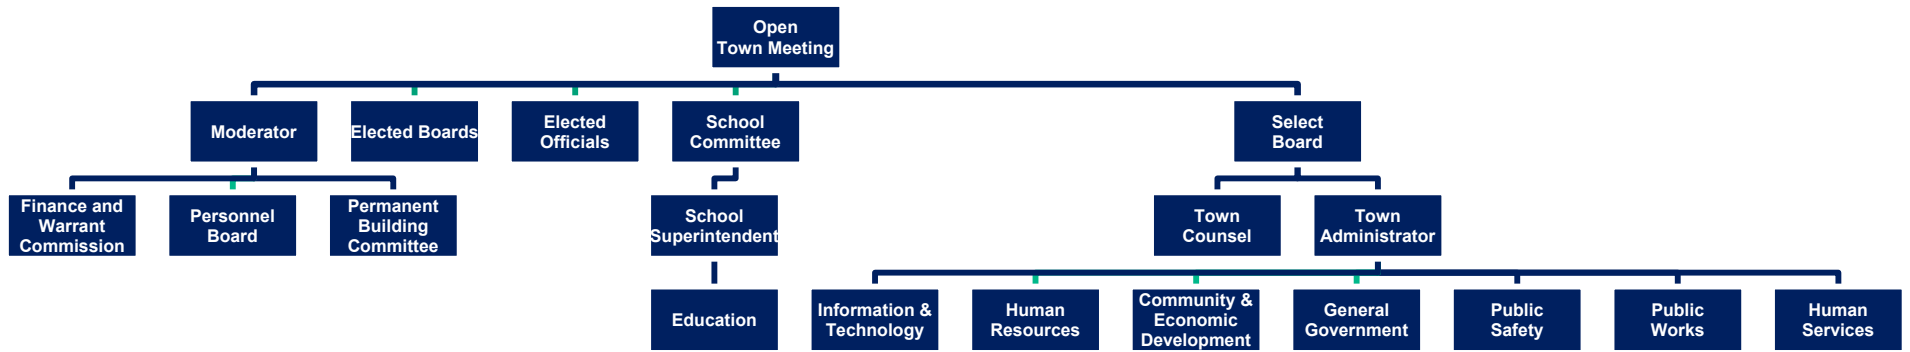 Open
Town Meeting
Moderator
Elected Boards
Elected
Officials
School
Committee
Select
Board
Finance and
Warrant
Commission
Personnel
Board
Permanent
Building
Committee
School
Superintendent
Town
Counsel
Town
Administrator
Education
Information &
Technology
Human
Resources
Community &
Economic
Development
General
Government
Public
Safety
Public
Works
Human
Services